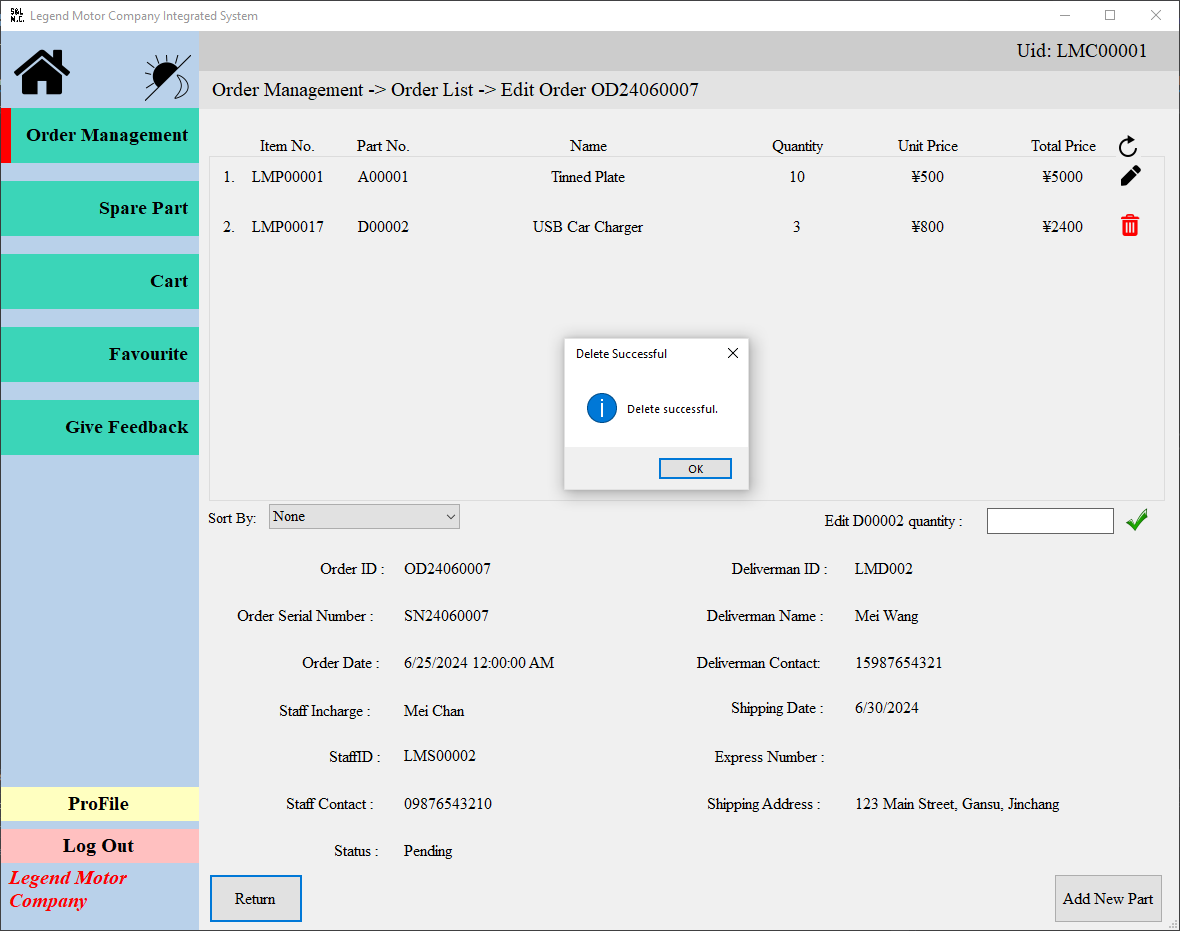 S&L M.C. Legend Motor Company Integrated System
Uid: LMC00001
Order Management -> Order List -> Edit Order OD24060007
Order Management
Spare Part
Cart
Favourite
Give Feedback
ProFile
Log Out
Legend Motor
Company
Item No. Part No. Name Quantity Unit Price Total Price
1. LMP00001 A00001 Tinned Plate 10 ¥500 ¥5000
2. LMP00017 D00002 USB Car Charger 3 ¥800 ¥2400
Delete Successful
Delete successful.
OK
Sort By: None
Edit D00002 quantity :
Order ID : OD24060007
Order Serial Number : SN24060007
Order Date : 6/25/2024 12:00:00 AM
Staff Incharge : Mei Chan
StaffID : LMS00002
Staff Contact : 09876543210
Status : Pending
Deliverman ID : LMD002
Deliverman Name : Mei Wang
Deliverman Contact: 15987654321
Shipping Date : 6/30/2024
Express Number :
Shipping Address : 123 Main Street, Gansu, Jinchang
Return
Add New Part